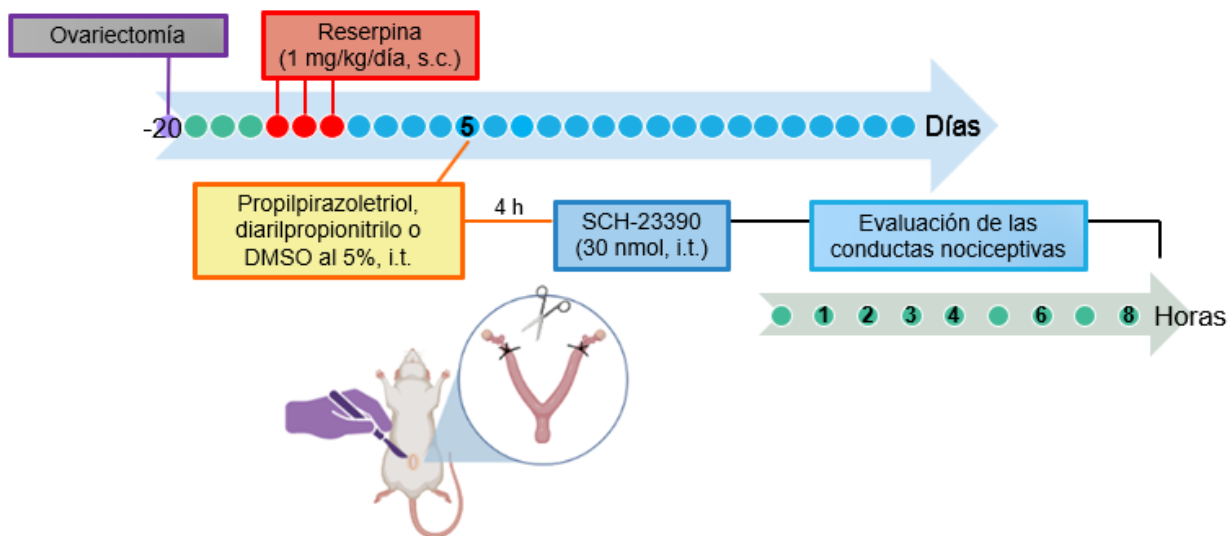 Ovariectomía
Reserpina
(1 mg/kg/día, s.c.)
-20
5
Días
Propilpirazoletriol,
diarilpropionitrilo o
DMSO al 5%, i.t.
4 h
SCH-23390
(30 nmol, i.t.)
Evaluación de las
conductas nociceptivas
1 2 3 4 6 8 Horas